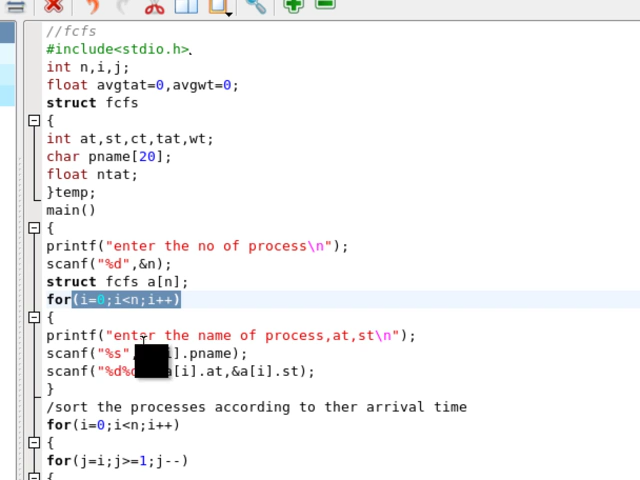 //fcfs
#include<stdio.h>
int n,i,j;
float avgtat=0,avgwt=0;
struct fcfs
{
int at,st,ct,tat,wt;
char pname[20];
float ntat;
}temp;
main()
{
printf("enter the no of process\n");
scanf("%d",&n);
struct fcfs a[n];
for(i=0;i<n;i++)
{
printf("enter the name of process,at,st\n");
scanf("%s" i].pname);
scanf("%d% a[i].at,&a[i].st);
}
/sort the processes according to ther arrival time
for(i=0;i<n;i++)
{
for(j=i;j>=1;j--)
{